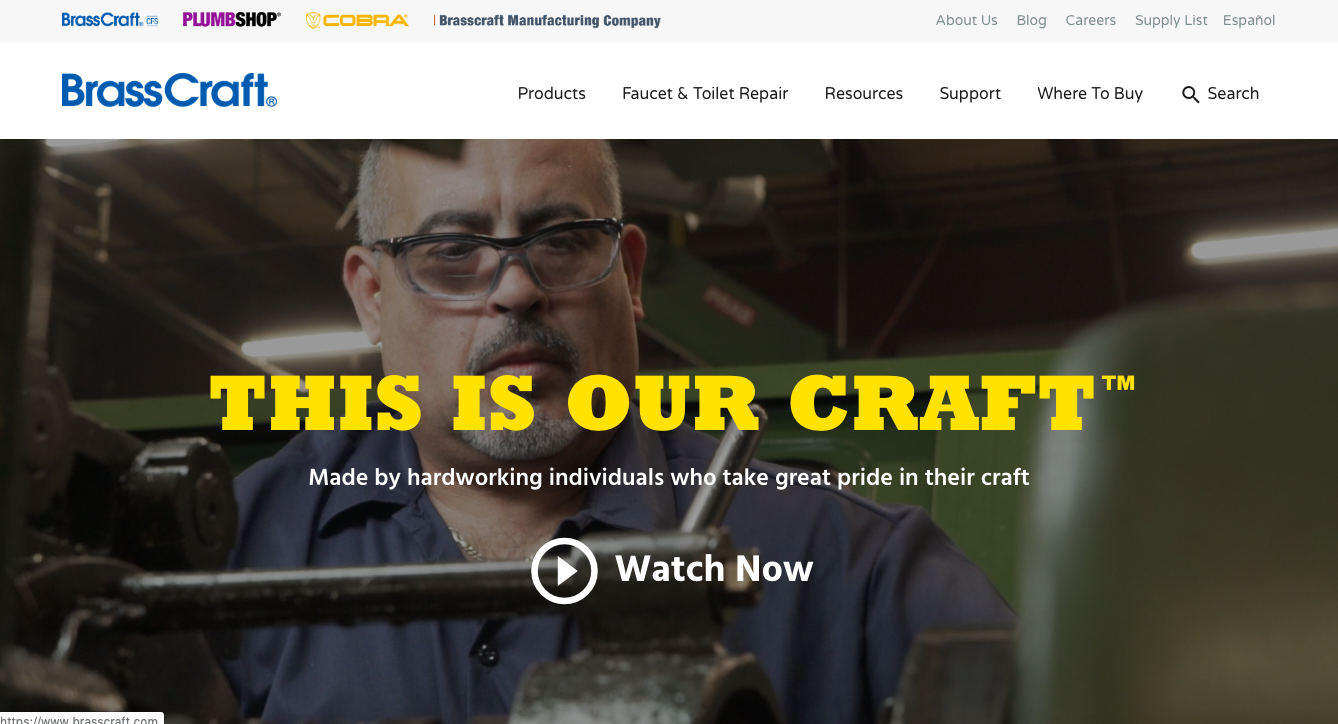 BrassCraft® CFS PLUMBSHOP® COBRA Brasscraft Manufacturing Company About Us Blog Careers Supply List Español
BrassCraft® Products Faucet & Toilet Repair Resources Support Where To Buy Search
THIS IS OUR CRAFT™
Made by hardworking individuals who take great pride in their craft
Watch Now
https://www.brasscraft.com